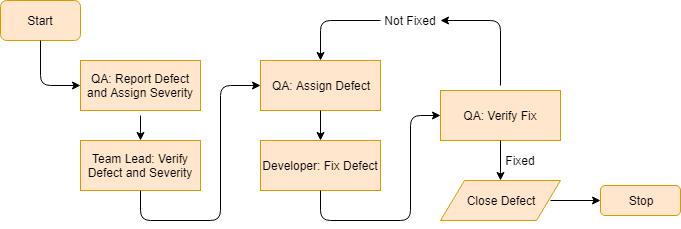 Start
QA: Report Defect
and Assign Severity
Team Lead: Verify
Defect and Severity
Not Fixed
QA: Assign Defect
Developer: Fix Defect
QA: Verify Fix
Fixed
Close Defect
Stop